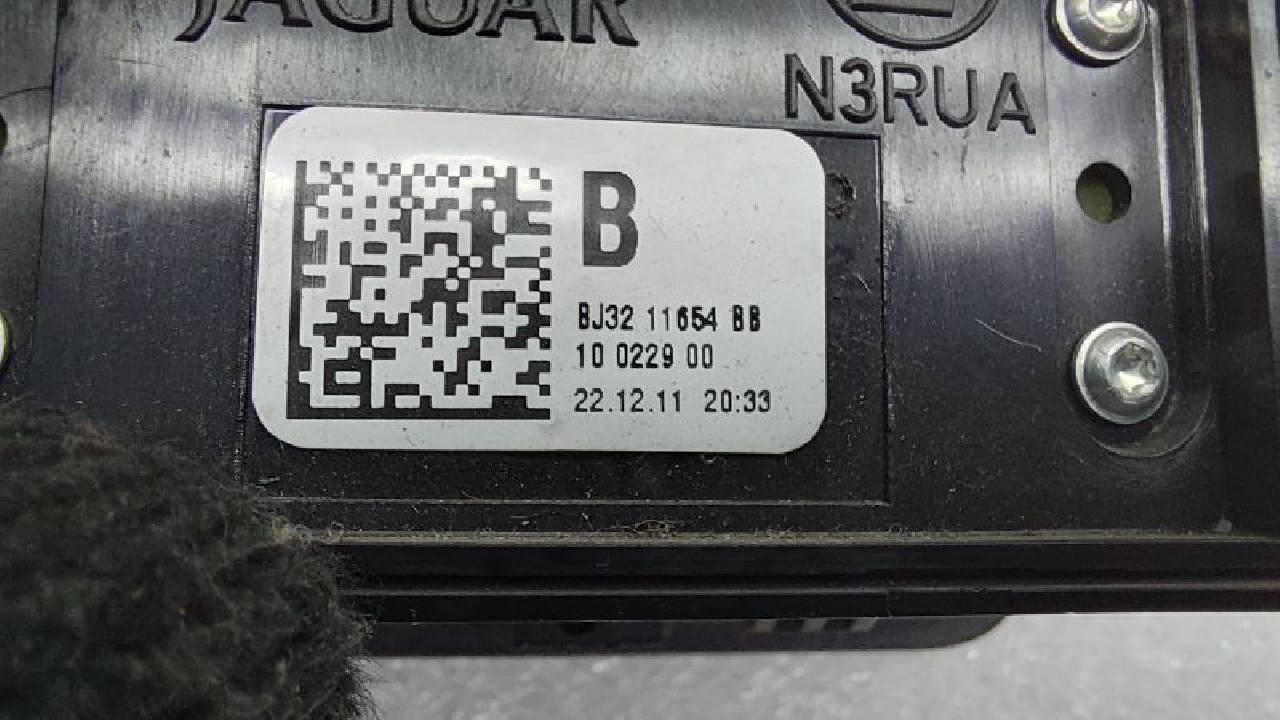 JAGUAR
N3RUA
B
BJ32 11654 BB
10 0229 00
22.12.11 20:33